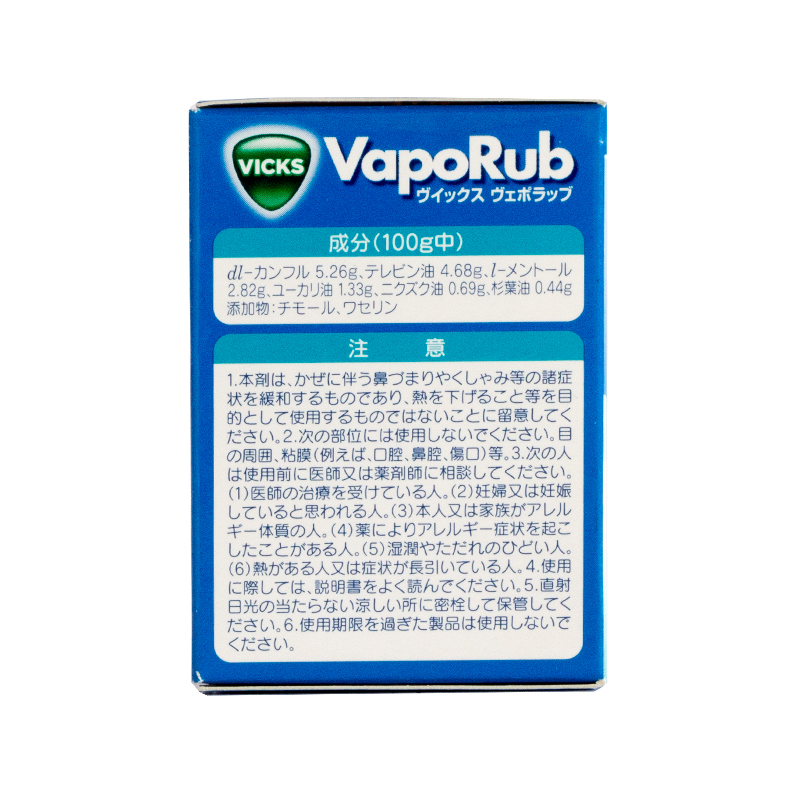 VICKS
VapoRub
ヴイックス ヴェポラッブ
成分(100g中)
dl-カンフル 5.26g、テレビン油 4.68g、l-メントール
2.82g、ユーカリ油 1.33g、ニクズク油 0.69g、杉葉油 0.44g
添加物:チモール、ワセリン
注 意
1.本剤は、かぜに伴う鼻づまりやくしゃみ等の諸症
状を緩和するものであり、熱を下げること等を目
的として使用するものではないことに留意してく
ださい。2.次の部位には使用しないでください。目
の周囲、粘膜(例えば、口腔、鼻腔、傷口)等。3.次の人
は使用前に医師又は薬剤師に相談してください。
(1)医師の治療を受けている人。(2)妊婦又は妊娠
していると思われる人。(3)本人又は家族がアレル
ギー体質の人。(4)薬によりアレルギー症状を起こ
したことがある人。(5)湿潤やただれのひどい人。
(6)熱がある人又は症状が長引いている人。4.使用
に際しては、説明書をよく読んでください。5.直射
日光の当たらない涼しい所に密栓して保管してく
ださい。6.使用期限を過ぎた製品は使用しないで
ください。